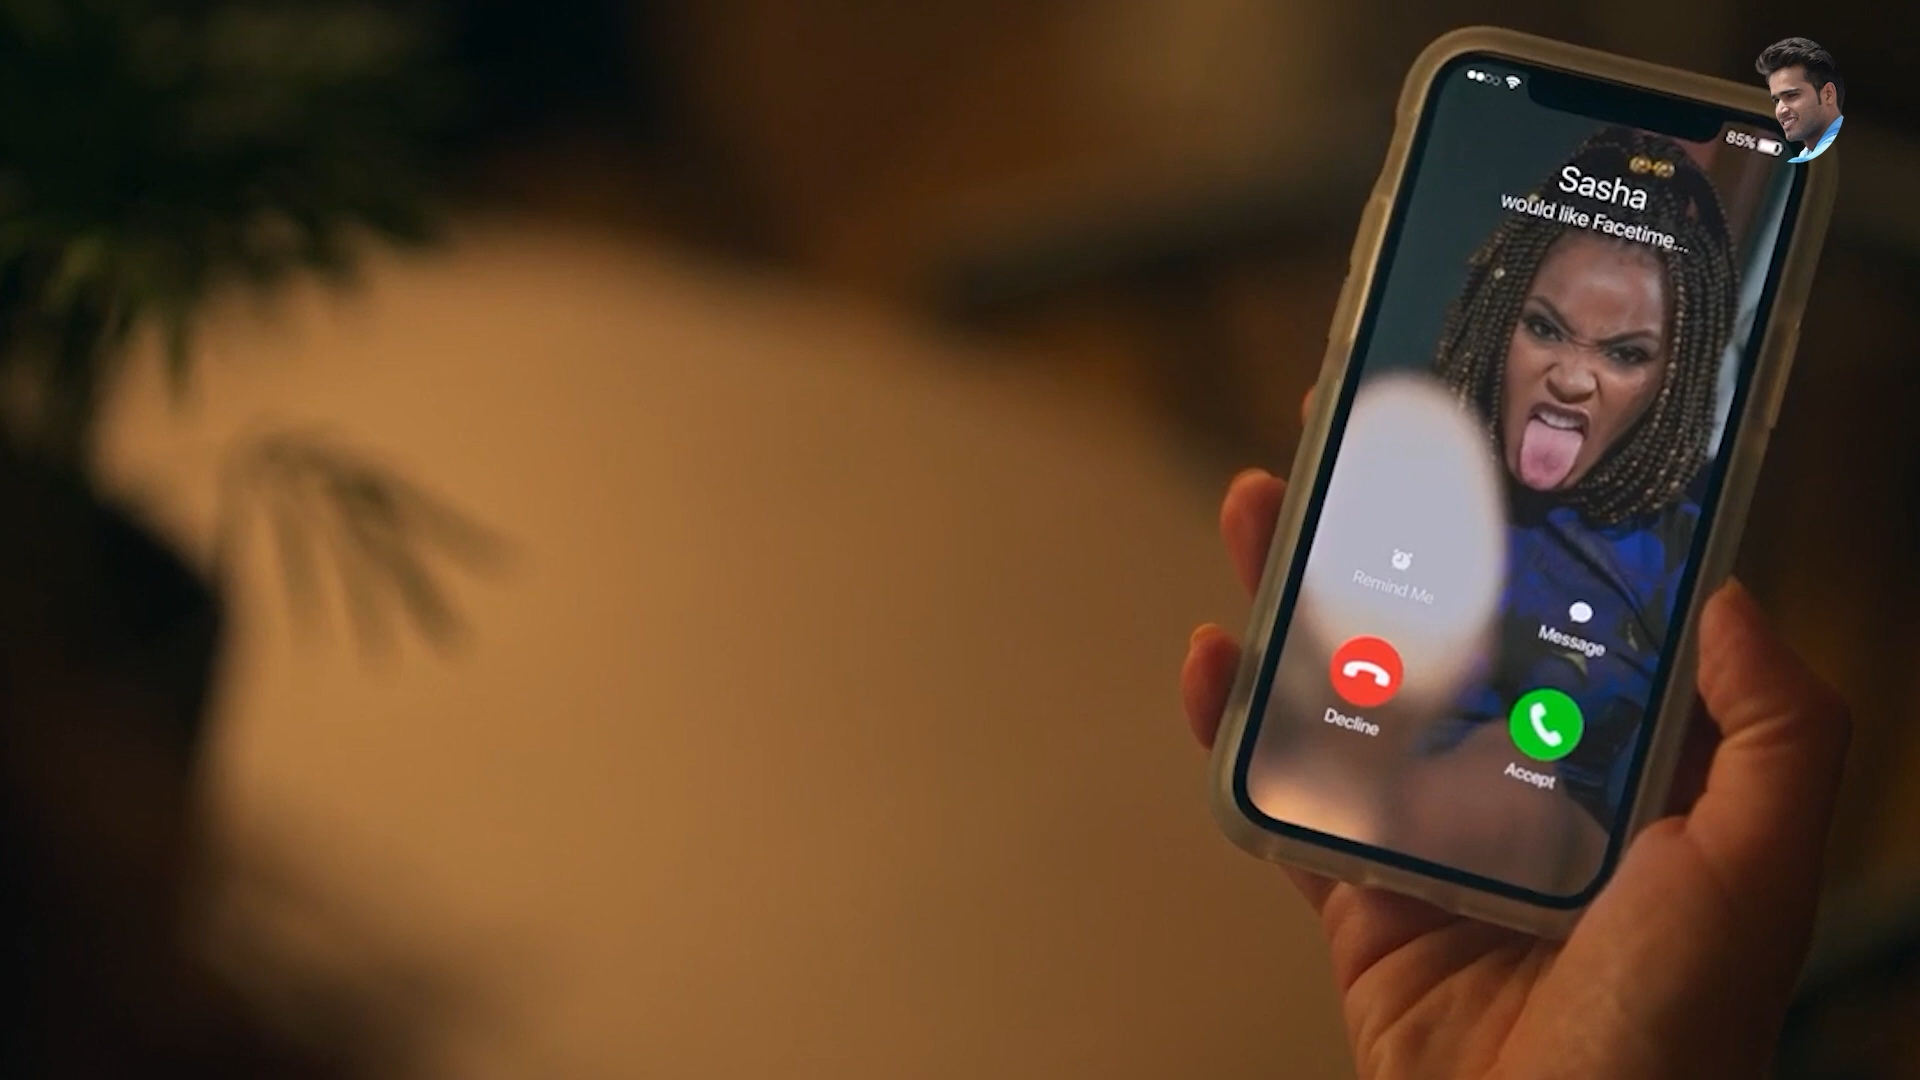 85%
Sasha
would like Facetime...
Remind Me
Message
Decline
Accept